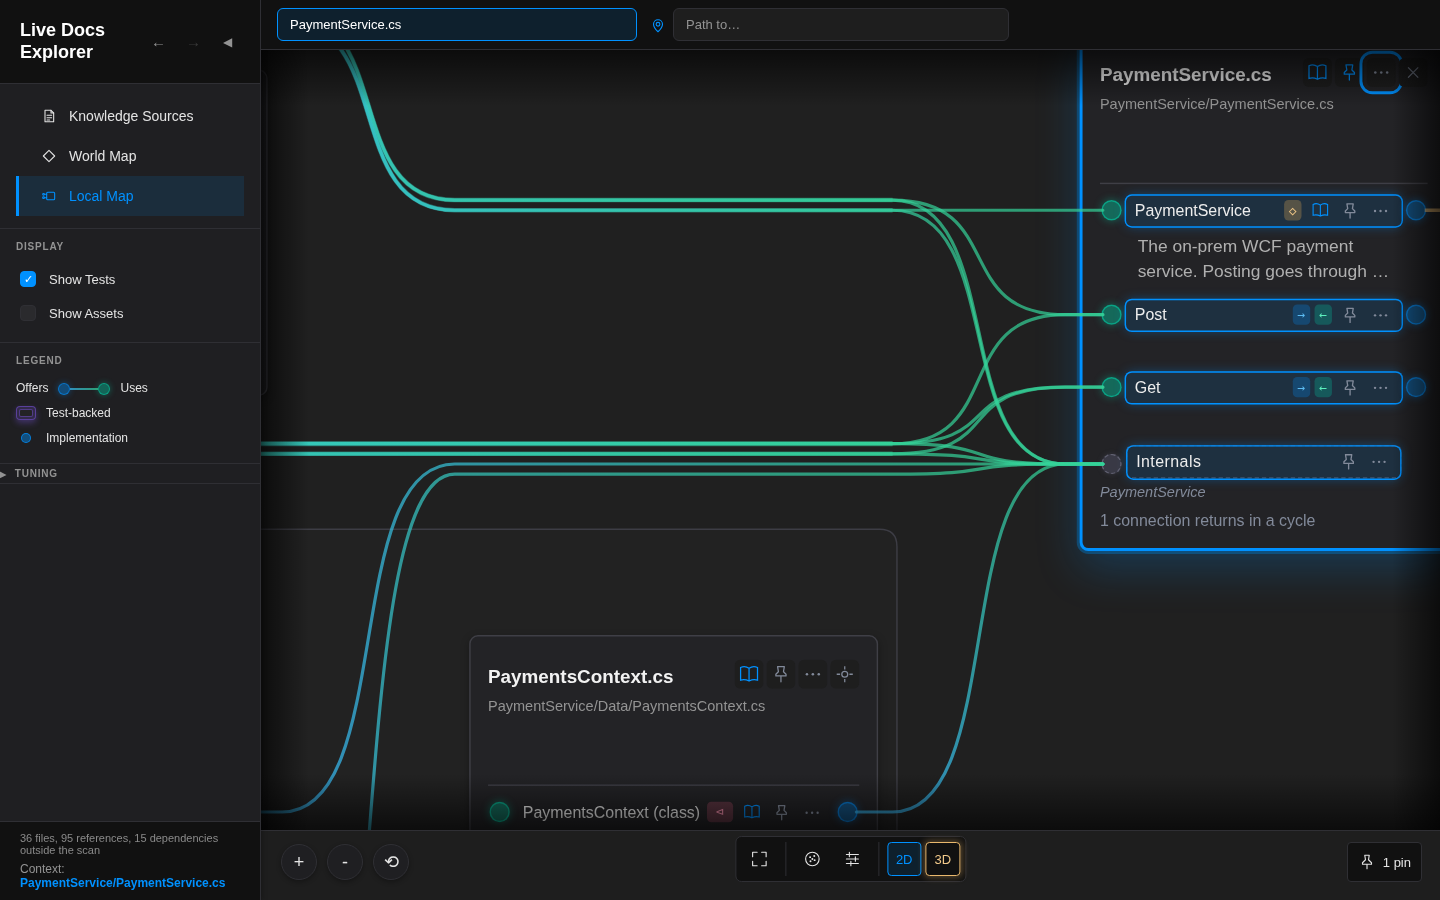 Live Docs
Explorer
Knowledge Sources
World Map
Local Map
DISPLAY
Show Tests
Show Assets
LEGEND
Offers
Uses
Test-backed
Implementation
TUNING
36 files, 95 references, 15 dependencies
outside the scan
Context:
PaymentService/PaymentService.cs
PaymentService.cs
Path to…
PaymentService.cs
PaymentService/PaymentService.cs
PaymentService
The on-prem WCF payment
service. Posting goes through …
Post
Get
Internals
PaymentService
1 connection returns in a cycle
PaymentsContext.cs
PaymentService/Data/PaymentsContext.cs
PaymentsContext (class)
2D
3D
1 pin